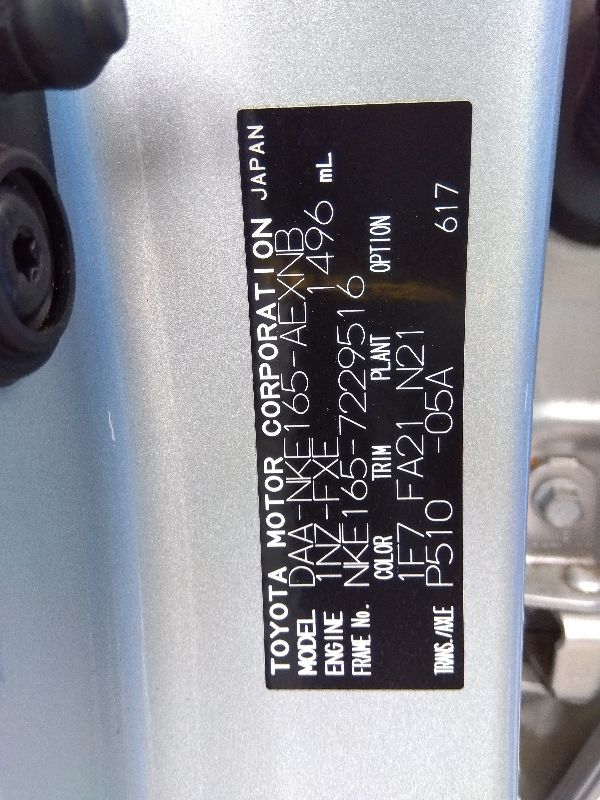 TOYOTA MOTOR CORPORATION JAPAN
MODEL DAA-NKE165-AEXNB
ENGINE 1NZ-FXE 1496 mL
FRAME No. NKE165-7229516
COLOR TRIM PLANT OPTION
1F7 FA21 N21
TRANS./AXLE P510 -05A 617